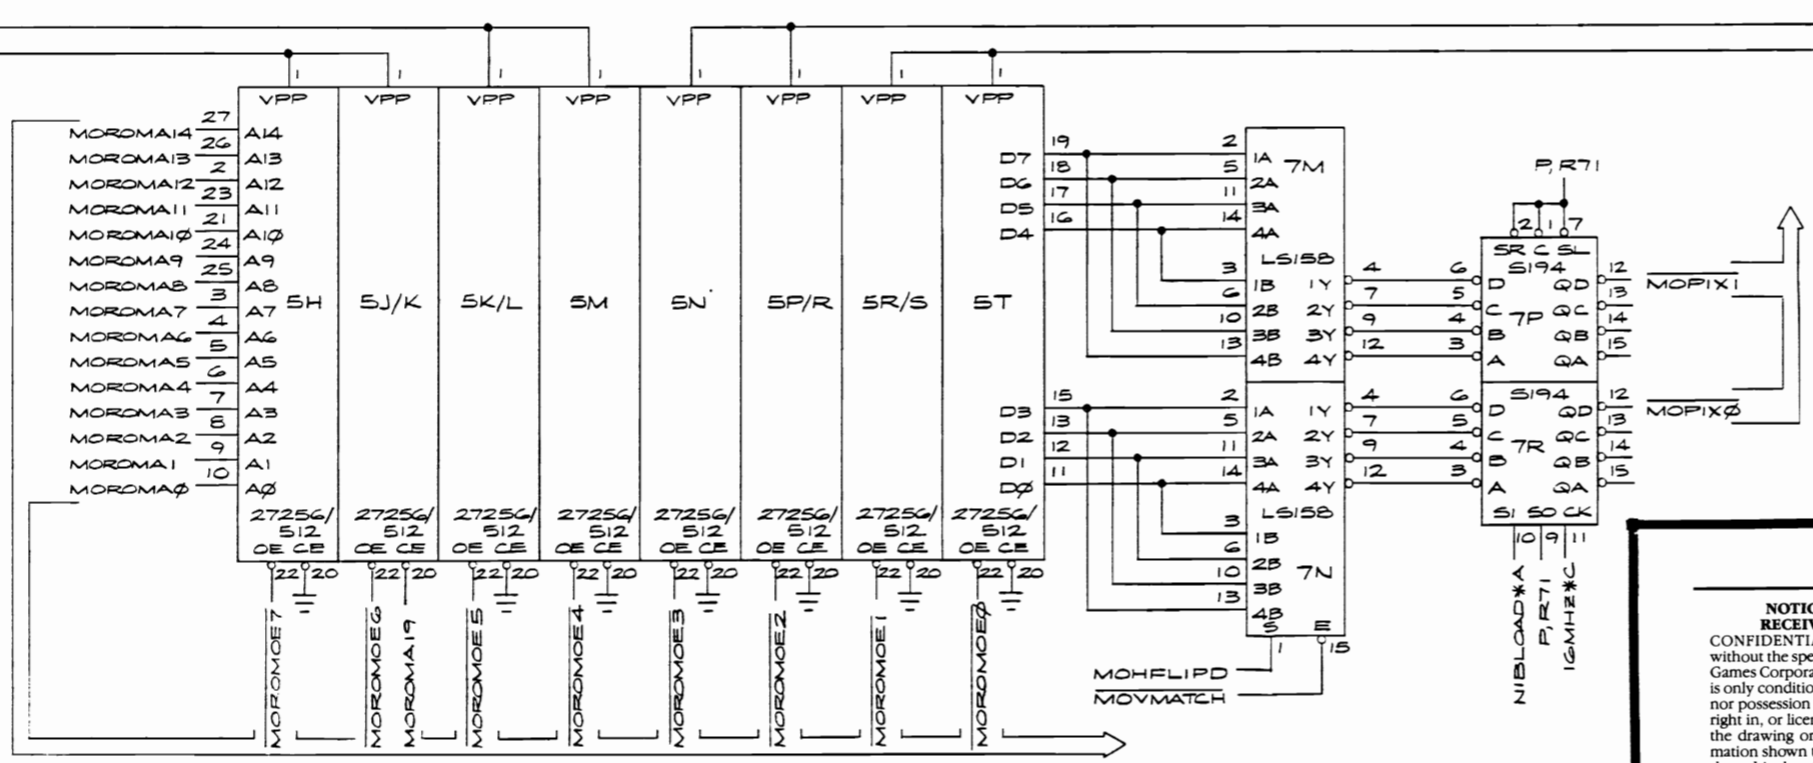 1 1 1 1 1 1 1 1
VPP VPP VPP VPP VPP VPP VPP VPP
MOROMA14 27 A14
MOROMA13 26 A13
MOROMA12 2 A12
MOROMA11 23 A11
MOROMA1Ø 21 A1Ø
MOROMA9 24 A9
MOROMA8 25 A8
MOROMA7 3 A7
MOROMA6 4 A6
MOROMA5 5 A5
MOROMA4 6 A4
MOROMA3 7 A3
MOROMA2 8 A2
MOROMA1 9 A1
MOROMAØ 10 AØ
5H 5J/K 5K/L 5M 5N 5P/R 5R/S 5T
D7 19
D6 18
D5 17
D4 16
D3 15
D2 13
D1 12
DØ 11
27256/ 27256/ 27256/ 27256/ 27256/ 27256/ 27256/ 27256/
512 512 512 512 512 512 512 512
OE CE OE CE OE CE OE CE OE CE OE CE OE CE OE CE
22 20 22 20 22 20 22 20 22 20 22 20 22 20 22 20
MOROMOE7
MOROMOE6
MOROMA19
MOROMOE5
MOROMOE4
MOROMOE3
MOROMOE2
MOROMOE1
MOROMOEØ
2 1A 7M
5 2A
11 3A
14 4A
LS158
3 1B 1Y 4
6 2B 2Y 7
10 3B 3Y 9
13 4B 4Y 12
2 1A 1Y 4
5 2A 2Y 7
11 3A 3Y 9
14 4A 4Y 12
LS158
3 1B
6 2B
10 3B 7N
13 4B
S E
1 15
MOHFLIPD
MOVMATCH
P,R71
2 1 7
SR C SL
S194
6 D QD 12
5 C 7P QC 13
4 B QB 14
3 A QA 15
MOPIX1
S194
6 D QD 12
5 C 7R QC 13
4 B QB 14
3 A QA 15
MOPIXØ
S1 S0 CK
10 9 11
NIBLOAD*A
P,R71
16MHZ*C
NOTIC
RECEIV
CONFIDENTIA
without the spe
Games Corpora
is only conditio
nor possession
right in, or licen
the drawing or
mation shown t